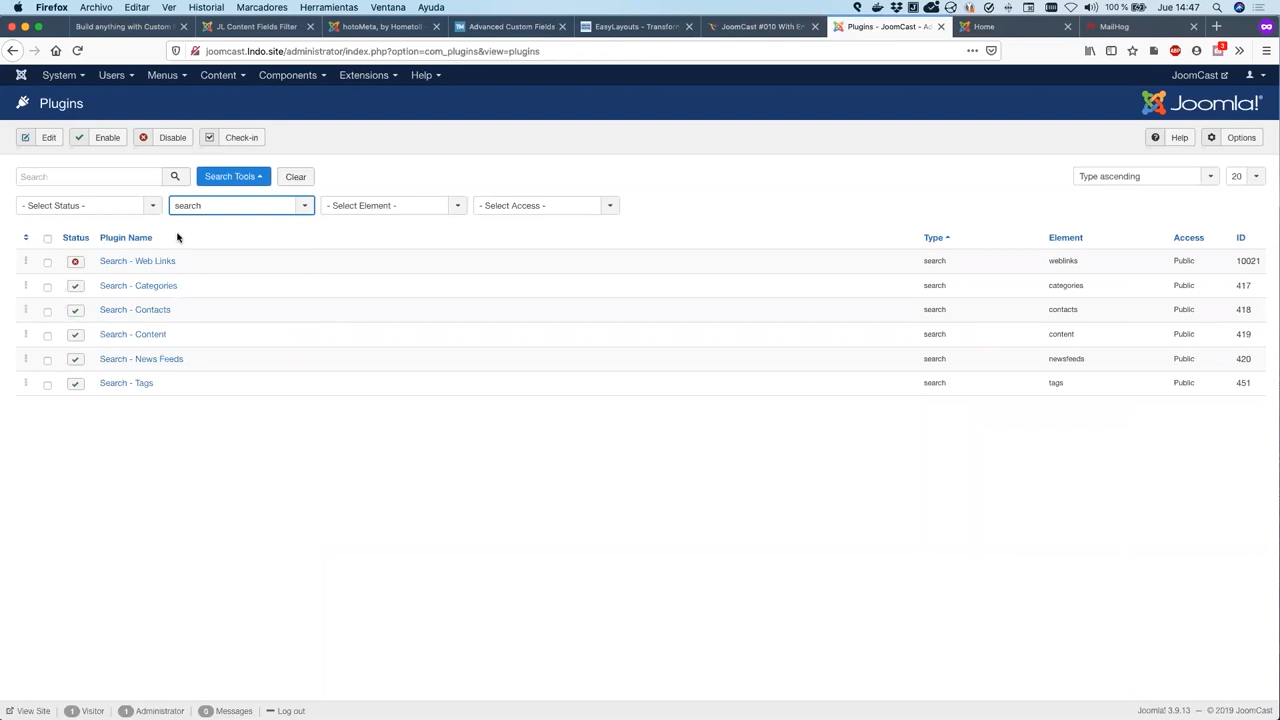 Firefox Archivo Editar Ver Historial Marcadores Herramientas Ventana Ayuda 100 % Jue 14:47
Build anything with Custom JL Content Fields Filter hotoMeta, by Hometoll Advanced Custom Fields EasyLayouts - Transform JoomCast #010 With Em Plugins - JoomCast - Ad Home MailHog
joomcast.lndo.site/administrator/index.php?option=com_plugins&view=plugins
System Users Menus Content Components Extensions Help JoomCast
Plugins Joomla!®
Edit Enable Disable Check-in Help Options
Search Search Tools Clear Type ascending 20
- Select Status - search - Select Element - - Select Access -
Status Plugin Name Type Element Access ID
Search - Web Links search weblinks Public 10021
Search - Categories search categories Public 417
Search - Contacts search contacts Public 418
Search - Content search content Public 419
Search - News Feeds search newsfeeds Public 420
Search - Tags search tags Public 451
View Site 1 Visitor 1 Administrator 0 Messages Log out Joomla! 3.9.13 — © 2019 JoomCast